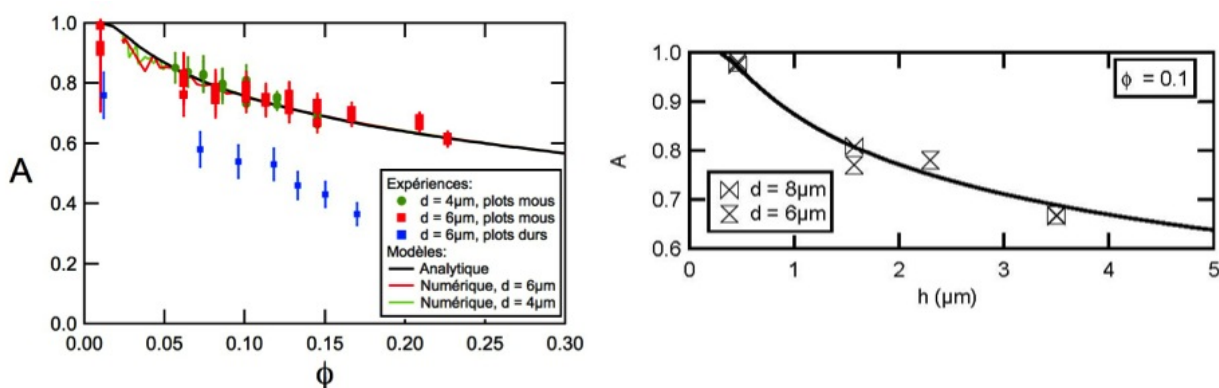 1.0
0.8
0.6
0.4
0.2
0.0
A
0.00
0.05
0.10
0.15
0.20
0.25
0.30
ϕ
Expériences:
d = 4µm, plots mous
d = 6µm, plots mous
d = 6µm, plots durs
Modèles:
Analytique
Numérique, d = 6µm
Numérique, d = 4µm
1.0
0.9
0.8
0.7
0.6
A
ϕ = 0.1
d = 8µm
d = 6µm
0
1
2
3
4
5
h (µm)